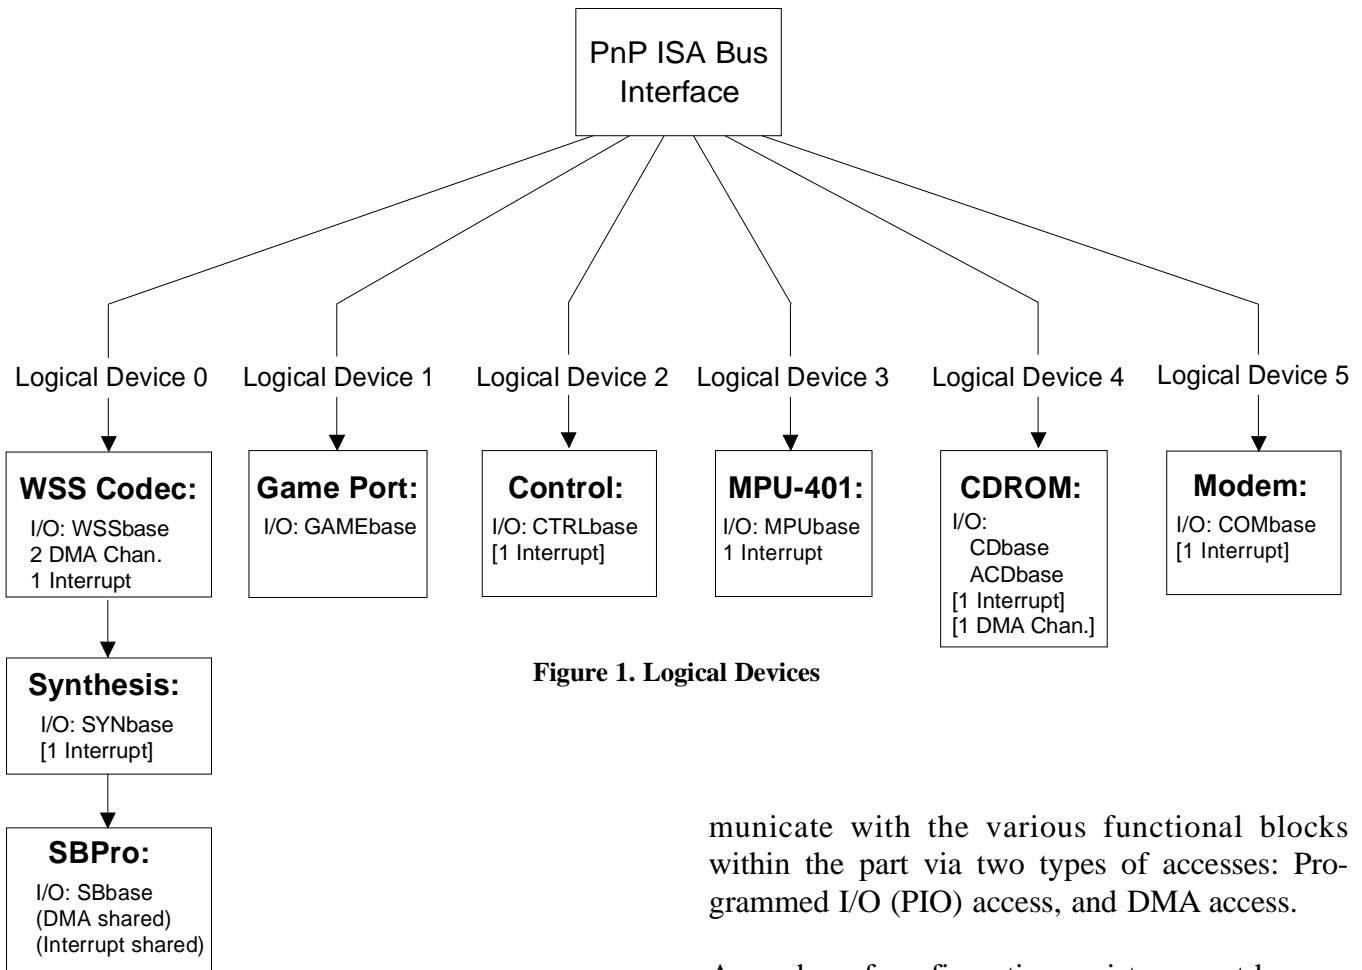 PnP ISA Bus
Interface
Logical Device 0
Logical Device 1
Logical Device 2
Logical Device 3
Logical Device 4
Logical Device 5
WSS Codec:
I/O: WSSbase
2 DMA Chan.
1 Interrupt
Game Port:
I/O: GAMEbase
Control:
I/O: CTRLbase
[1 Interrupt]
MPU-401:
I/O: MPUbase
1 Interrupt
CDROM:
I/O:
CDbase
ACDbase
[1 Interrupt]
[1 DMA Chan.]
Modem:
I/O: COMbase
[1 Interrupt]
Synthesis:
I/O: SYNbase
[1 Interrupt]
SBPro:
I/O: SBbase
(DMA shared)
(Interrupt shared)
Figure 1. Logical Devices
municate with the various functional blocks
within the part via two types of accesses: Pro-
grammed I/O (PIO) access, and DMA access.